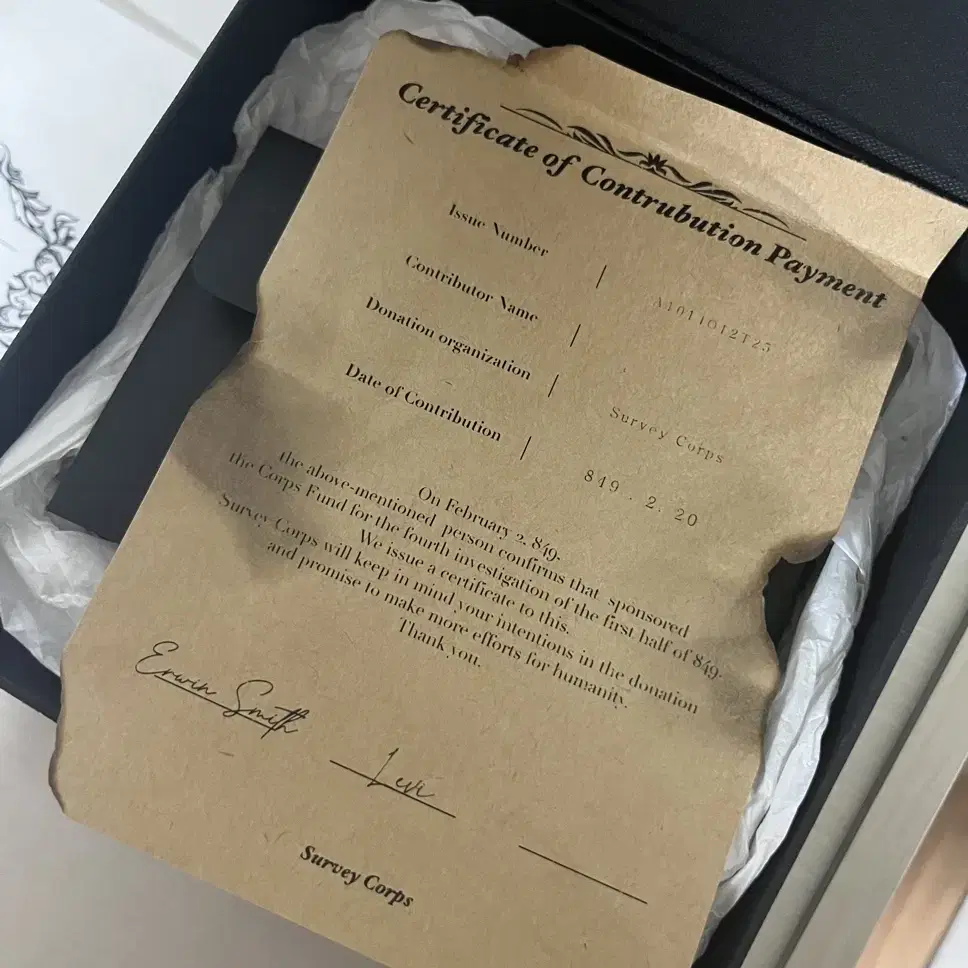 Certificate of Contrubution Payment
Issue Number | A1011012T25
Contributor Name |
Donation organization | Survey Corps
Date of Contribution | 849 . 2. 20
On February 2, 849.
the above-mentioned person confirms that sponsored
the Corps Fund for the fourth investigation of the first half of 849.
We issue a certificate to this.
Survey Corps will keep in mind your intentions in the donation
and promise to make more efforts for humanity.
Thank you.
Erwin Smith
Levi
Survey Corps